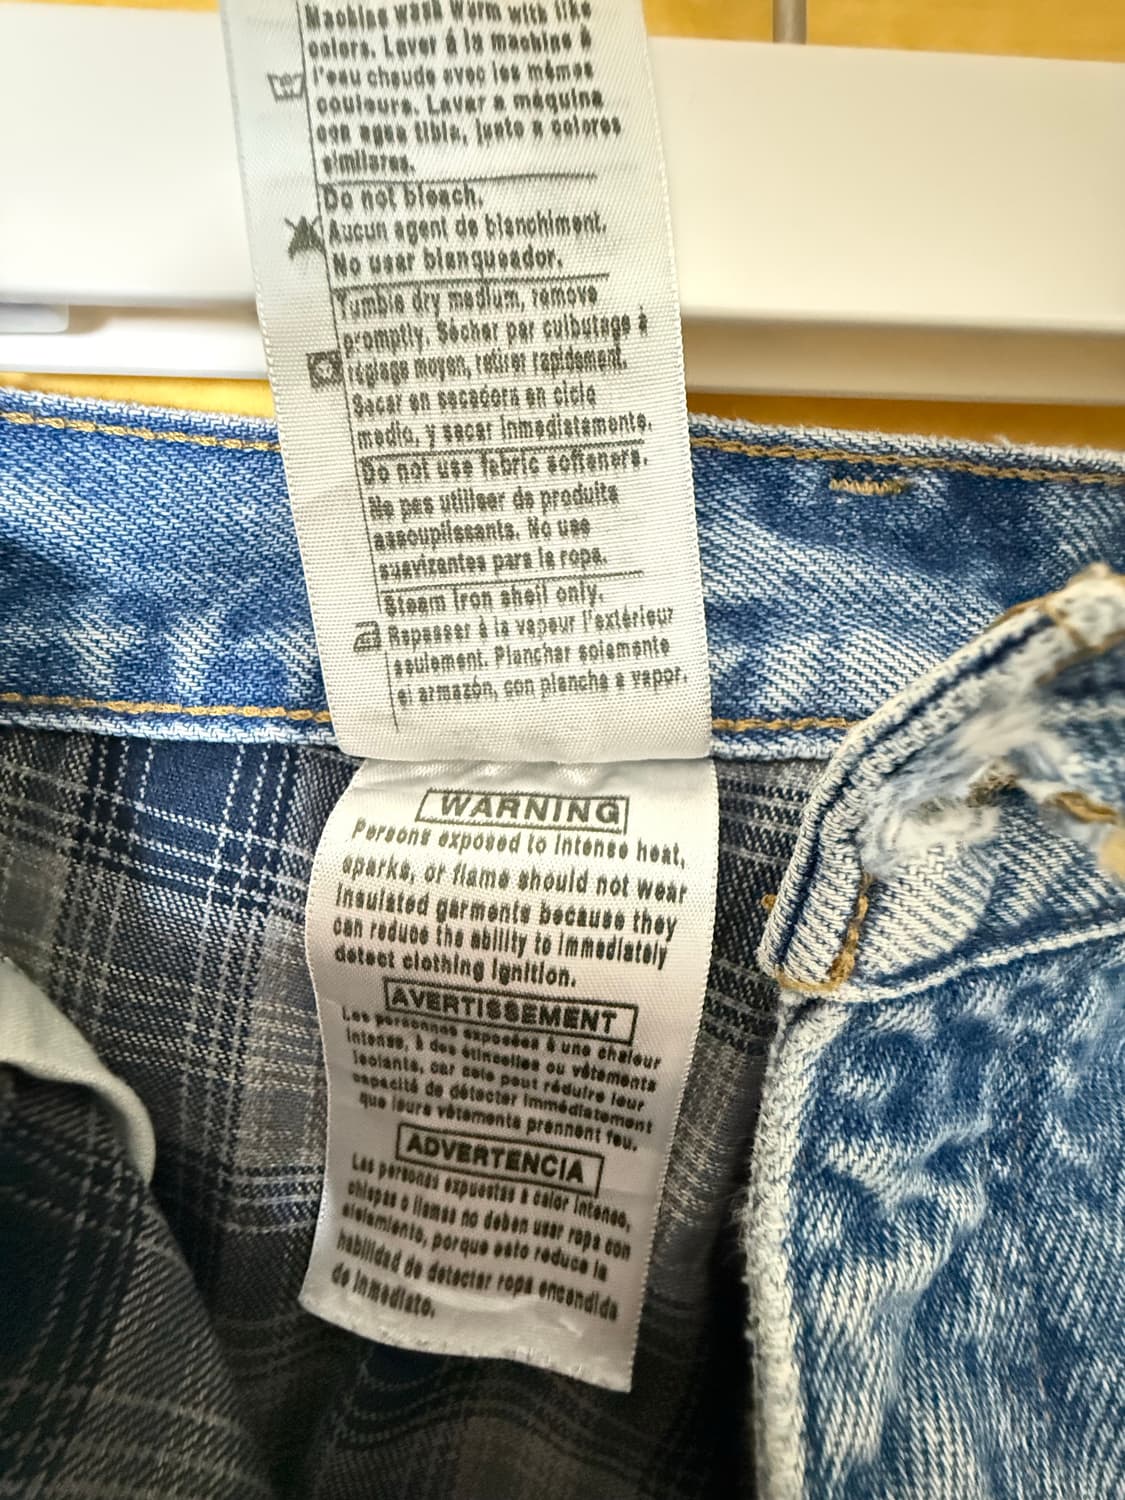 Machine wash warm with like
colors. Laver á la machine à
l'eau chaude avec les mêmes
couleurs. Lavar a máquina
con agua tibia, junto a colores
similares.
Do not bleach.
Aucun agent de blanchiment.
No usar blanqueador.
Tumble dry medium, remove
promptly. Sécher par culbutage à
réglage moyen, retirer rapidement.
Sacar en secadora en ciclo
medio, y sacar inmediatamente.
Do not use fabric softeners.
Ne pas utiliser de produits
assouplissants. No use
suavizantes para la ropa.
Steam iron shell only.
Repasser à la vapeur l'extérieur
seulement. Planchar solamente
el armazón, con plancha a vapor.
WARNING
Persons exposed to intense heat,
sparks, or flame should not wear
insulated garments because they
can reduce the ability to immediately
detect clothing ignition.
AVERTISSEMENT
Les personnes exposées à une chaleur
intense, à des étincelles ou vêtements
isolants, car cela peut réduire leur
capacité de détecter immédiatement
que leurs vêtements prennent feu.
ADVERTENCIA
Las personas expuestas a calor intenso,
chispas o llamas no deben usar ropa con
aislamiento, porque esto reduce la
habilidad de detectar ropa encendida
de inmediato.